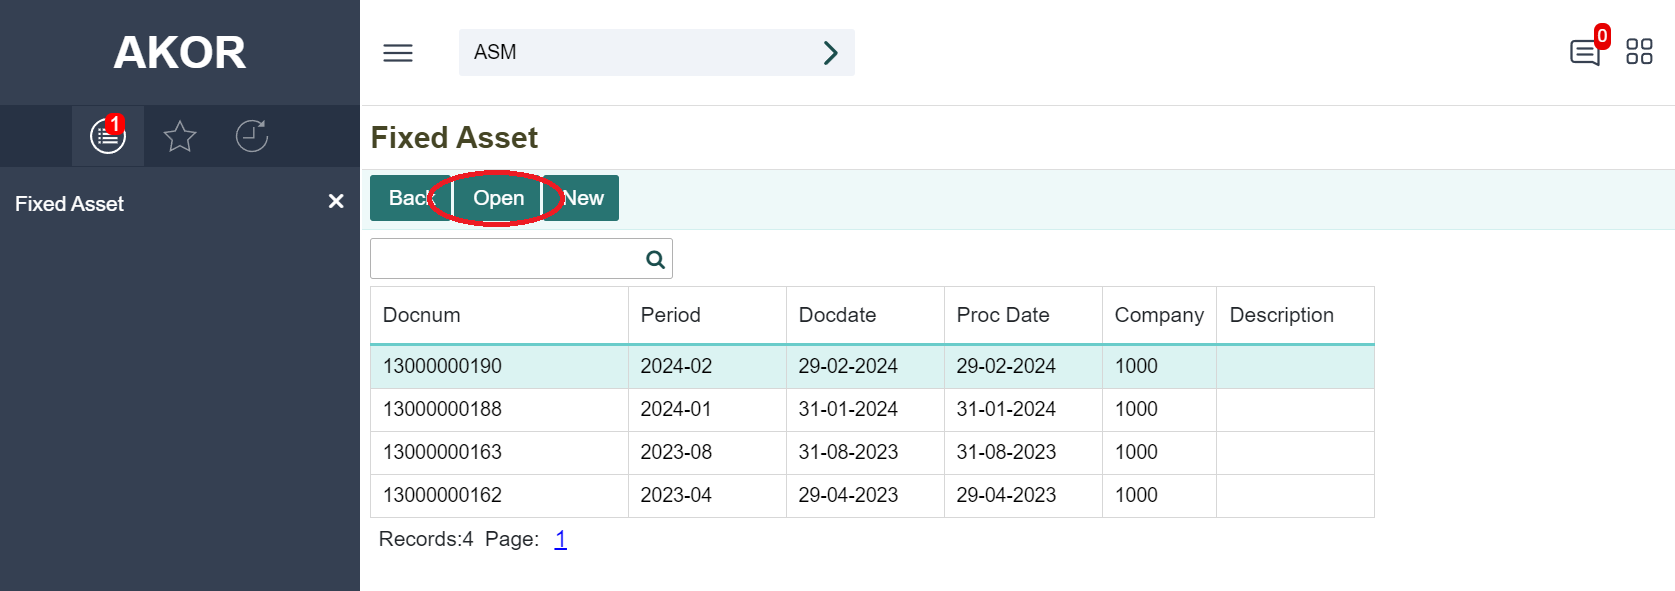 AKOR
ASM
0
1
Fixed Asset
Fixed Asset
Back Open New
Docnum Period Docdate Proc Date Company Description
13000000190 2024-02 29-02-2024 29-02-2024 1000
13000000188 2024-01 31-01-2024 31-01-2024 1000
13000000163 2023-08 31-08-2023 31-08-2023 1000
13000000162 2023-04 29-04-2023 29-04-2023 1000
Records:4 Page: 1